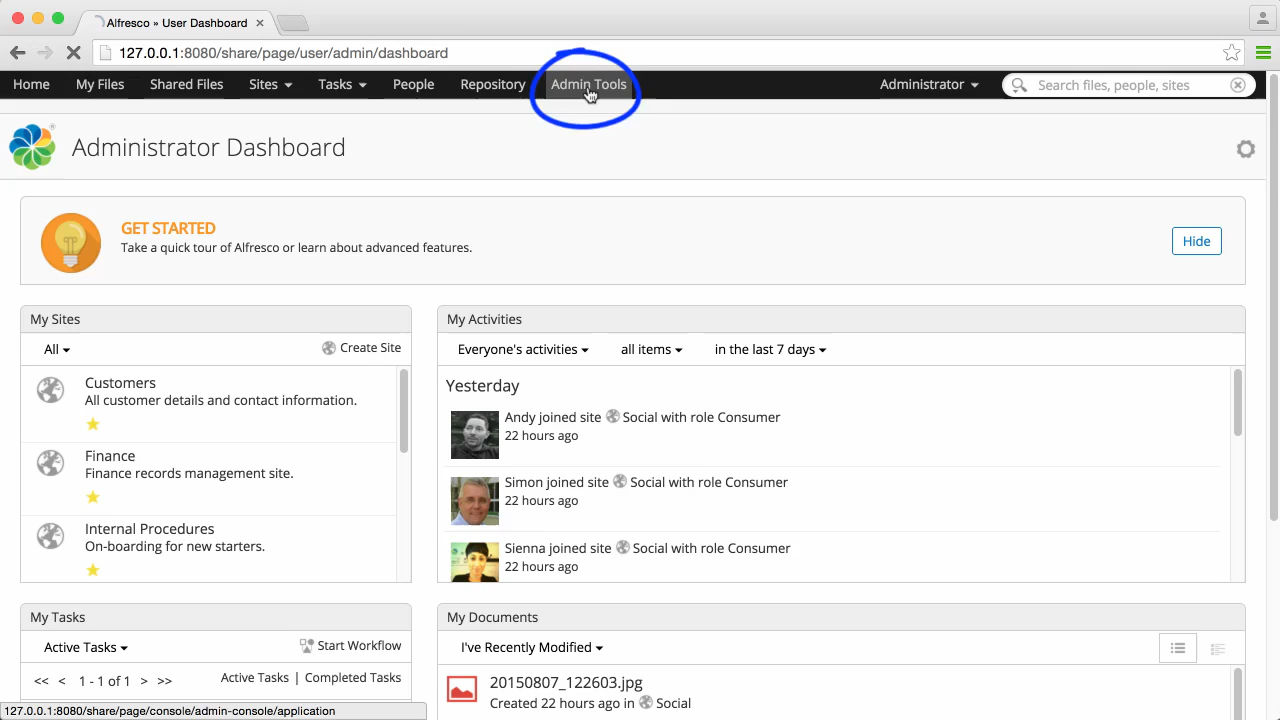 Alfresco » User Dashboard ×
127.0.0.1:8080/share/page/user/admin/dashboard
Home My Files Shared Files Sites Tasks People Repository Admin Tools Administrator Search files, people, sites
Administrator Dashboard
GET STARTED
Take a quick tour of Alfresco or learn about advanced features.
Hide
My Sites
All Create Site
Customers
All customer details and contact information.
Finance
Finance records management site.
Internal Procedures
On-boarding for new starters.
My Activities
Everyone's activities all items in the last 7 days
Yesterday
Andy joined site Social with role Consumer
22 hours ago
Simon joined site Social with role Consumer
22 hours ago
Sienna joined site Social with role Consumer
22 hours ago
My Tasks
Active Tasks Start Workflow
<< < 1 - 1 of 1 > >> Active Tasks | Completed Tasks
My Documents
I've Recently Modified
20150807_122603.jpg
Created 22 hours ago in Social
127.0.0.1:8080/share/page/console/admin-console/application